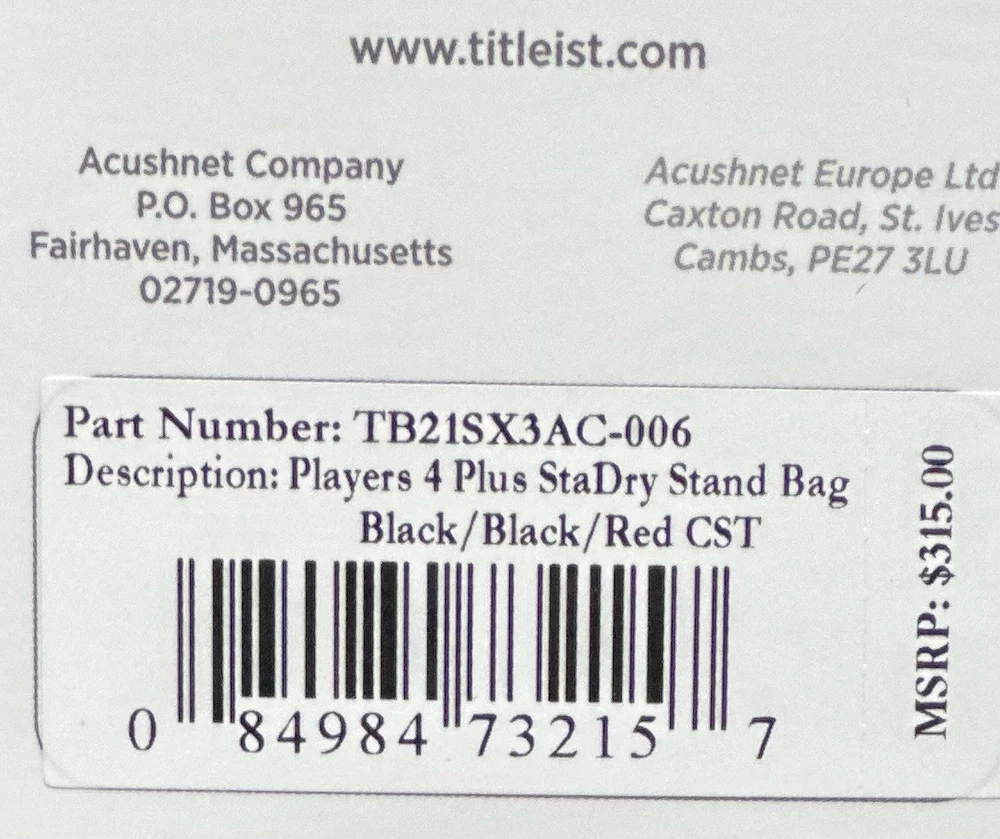 www.titleist.com
Acushnet Company
P.O. Box 965
Fairhaven, Massachusetts
02719-0965
Acushnet Europe Ltd
Caxton Road, St. Ives
Cambs, PE27 3LU
Part Number: TB21SX3AC-006
Description: Players 4 Plus StaDry Stand Bag
Black/Black/Red CST
MSRP: $315.00
0 84984 73215 7